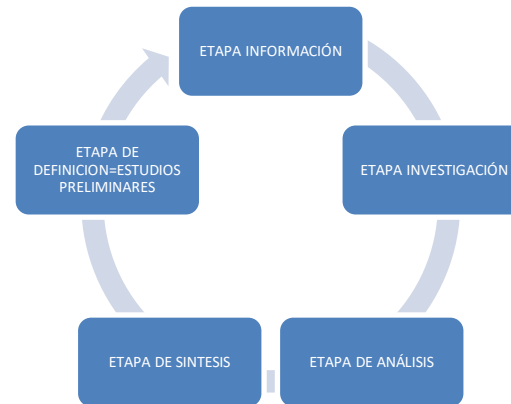 ETAPA INFORMACIÓN
ETAPA INVESTIGACIÓN
ETAPA DE ANÁLISIS
ETAPA DE SINTESIS
ETAPA DE
DEFINICION=ESTUDIOS
PRELIMINARES